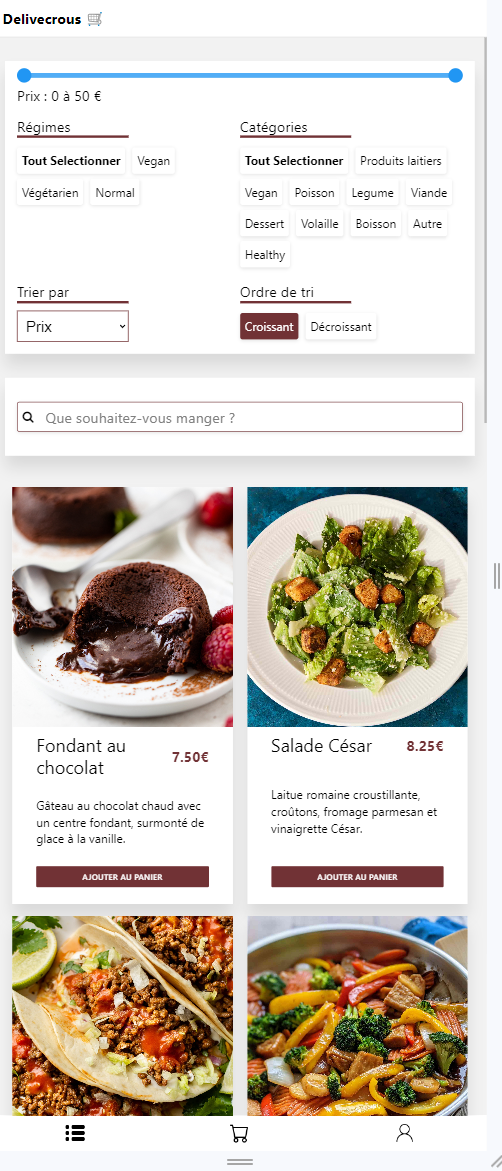 Delivecrous 🛒
Prix : 0 à 50 €
Régimes
Tout Selectionner Vegan
Végétarien Normal
Catégories
Tout Selectionner Produits laitiers
Vegan Poisson Legume Viande
Dessert Volaille Boisson Autre
Healthy
Trier par
Prix
Ordre de tri
Croissant Décroissant
Que souhaitez-vous manger ?
Fondant au
chocolat
7.50€
Gâteau au chocolat chaud avec
un centre fondant, surmonté de
glace à la vanille.
AJOUTER AU PANIER
Salade César
8.25€
Laitue romaine croustillante,
croûtons, fromage parmesan et
vinaigrette César.
AJOUTER AU PANIER